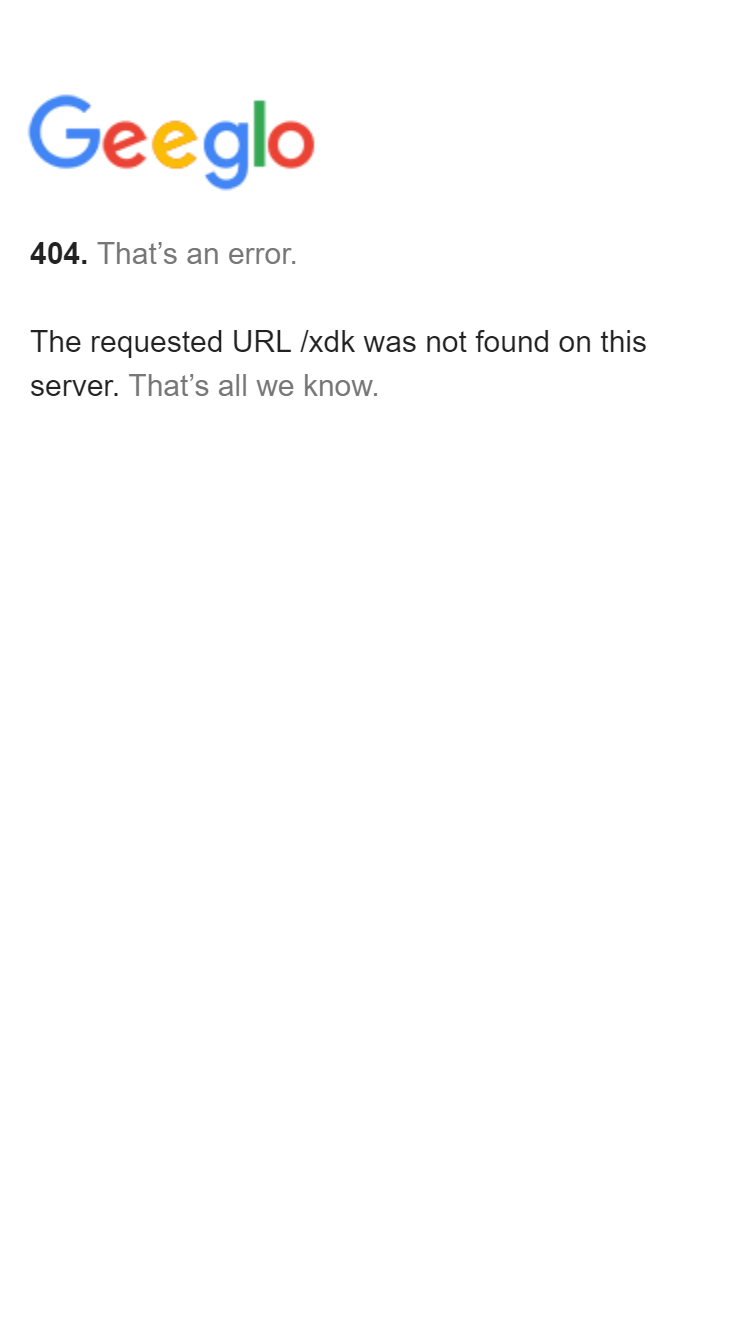 Geeglo
404. That’s an error.
The requested URL /xdk was not found on this
server. That’s all we know.